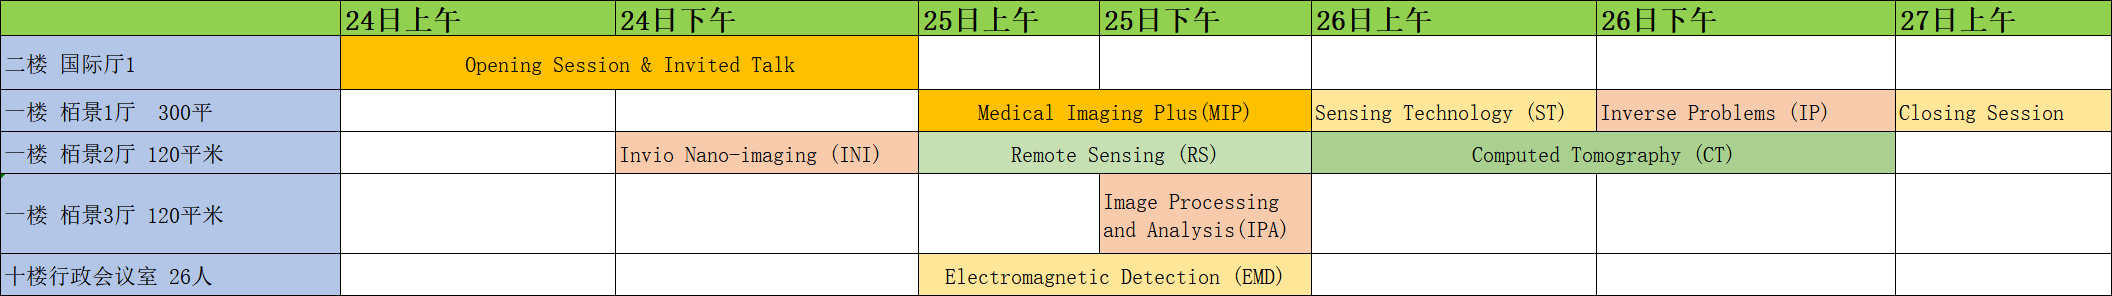 24日上午 24日下午 25日上午 25日下午 26日上午 26日下午 27日上午
二楼 国际厅1 Opening Session & Invited Talk
一楼 栢景1厅 300平 Medical Imaging Plus(MIP) Sensing Technology (ST) Inverse Problems (IP) Closing Session
一楼 栢景2厅 120平米 Invio Nano-imaging (INI) Remote Sensing (RS) Computed Tomography (CT)
一楼 栢景3厅 120平米 Image Processing
and Analysis(IPA)
十楼行政会议室 26人 Electromagnetic Detection (EMD)